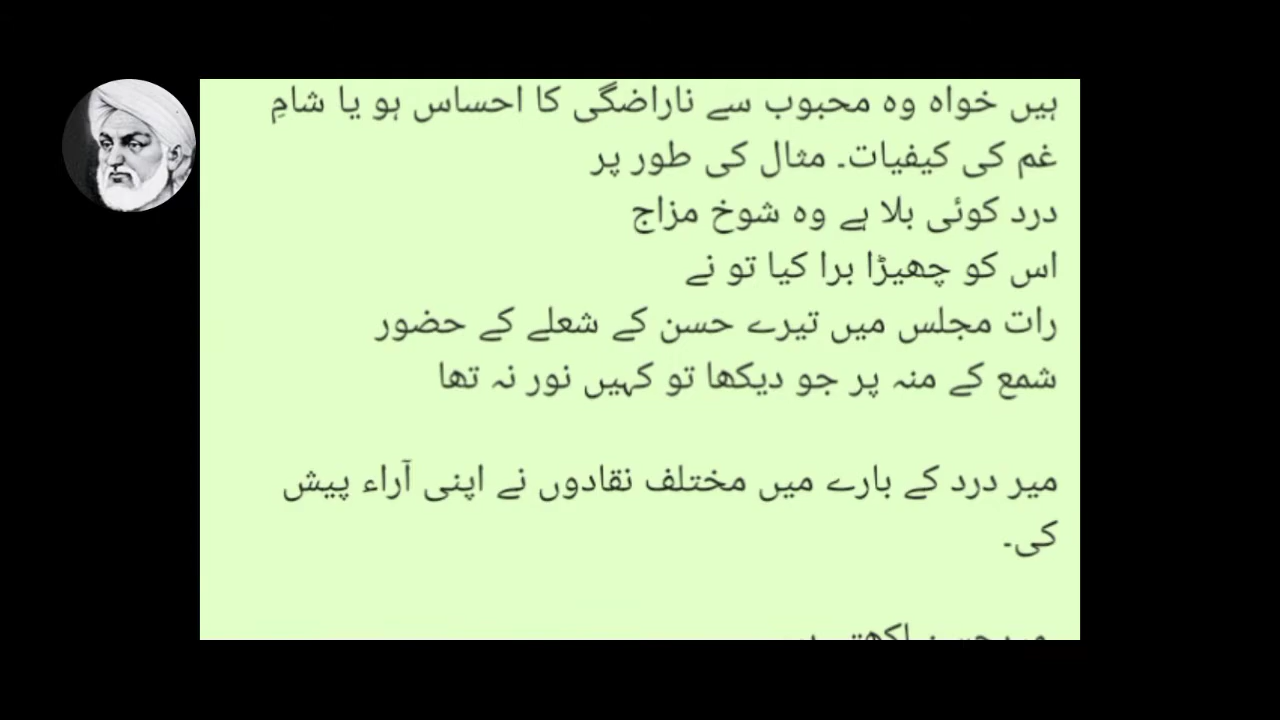 ہیں خواہ وہ محبوب سے ناراضگی کا احساس ہو یا شامِ
غم کی کیفیات۔ مثال کی طور پر
درد کوئی بلا ہے وہ شوخ مزاج
اس کو چھیڑا برا کیا تو نے
رات مجلس میں تیرے حسن کے شعلے کے حضور
شمع کے منہ پر جو دیکھا تو کہیں نور نہ تھا
میر درد کے بارے میں مختلف نقادوں نے اپنی آراء پیش
کی۔